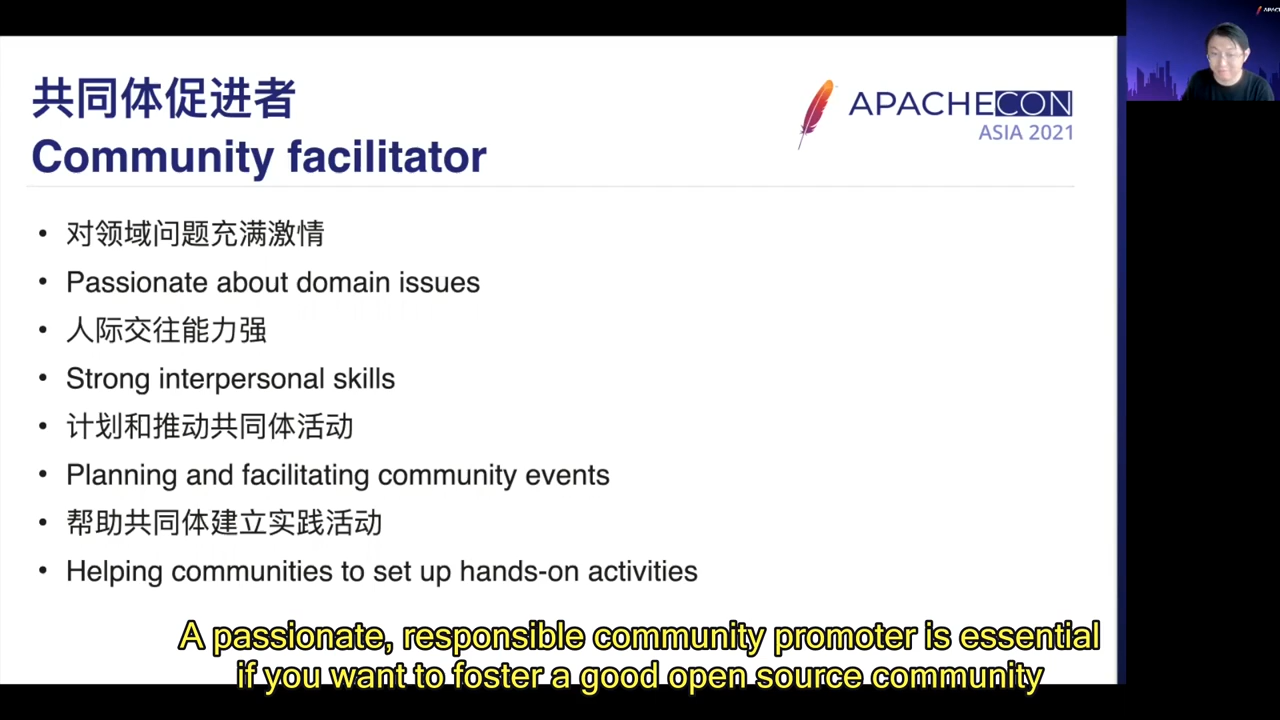 共同体促进者
Community facilitator
APACHECON
ASIA 2021
• 对领域问题充满激情
• Passionate about domain issues
• 人际交往能力强
• Strong interpersonal skills
• 计划和推动共同体活动
• Planning and facilitating community events
• 帮助共同体建立实践活动
• Helping communities to set up hands-on activities
A passionate, responsible community promoter is essential
if you want to foster a good open source community